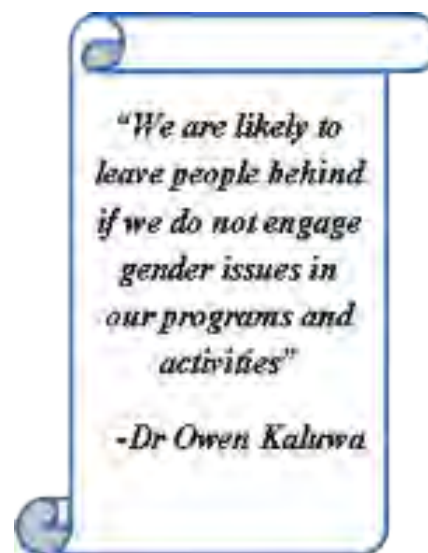 “We are likely to
leave people behind
if we do not engage
gender issues in
our programs and
activities”
-Dr Owen Kaluwa